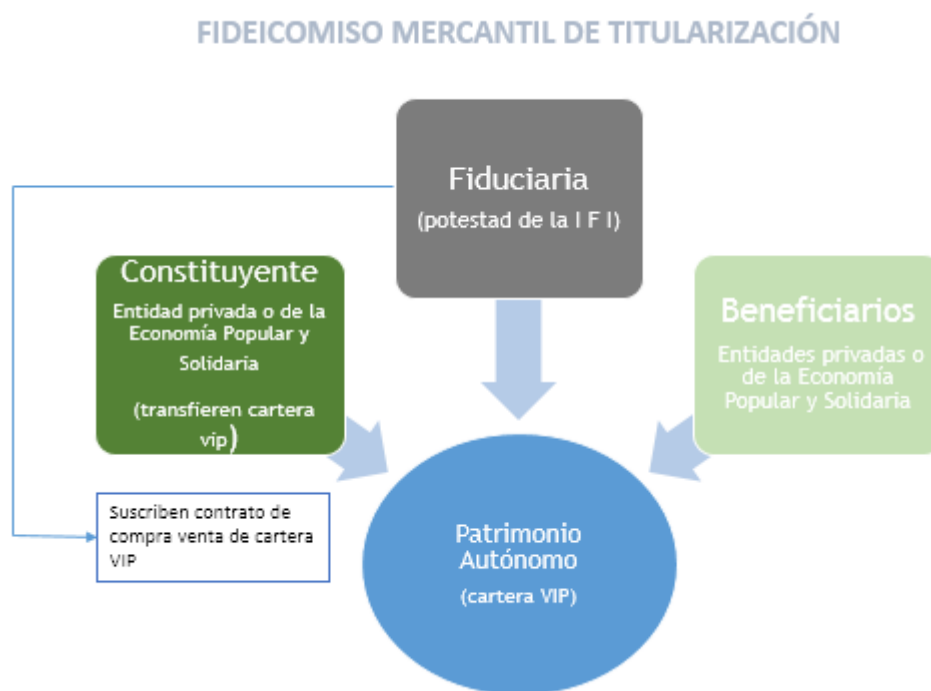 FIDEICOMISO MERCANTIL DE TITULARIZACIÓN
Fiduciaria
(potestad de la I F I)
Constituyente
Entidad privada o de la
Economía Popular y
Solidaria
(transfieren cartera
vip)
Beneficiarios
Entidades privadas o
de la Economía
Popular y Solidaria
Suscriben contrato de
compra venta de cartera
VIP
Patrimonio
Autónomo
(cartera VIP)